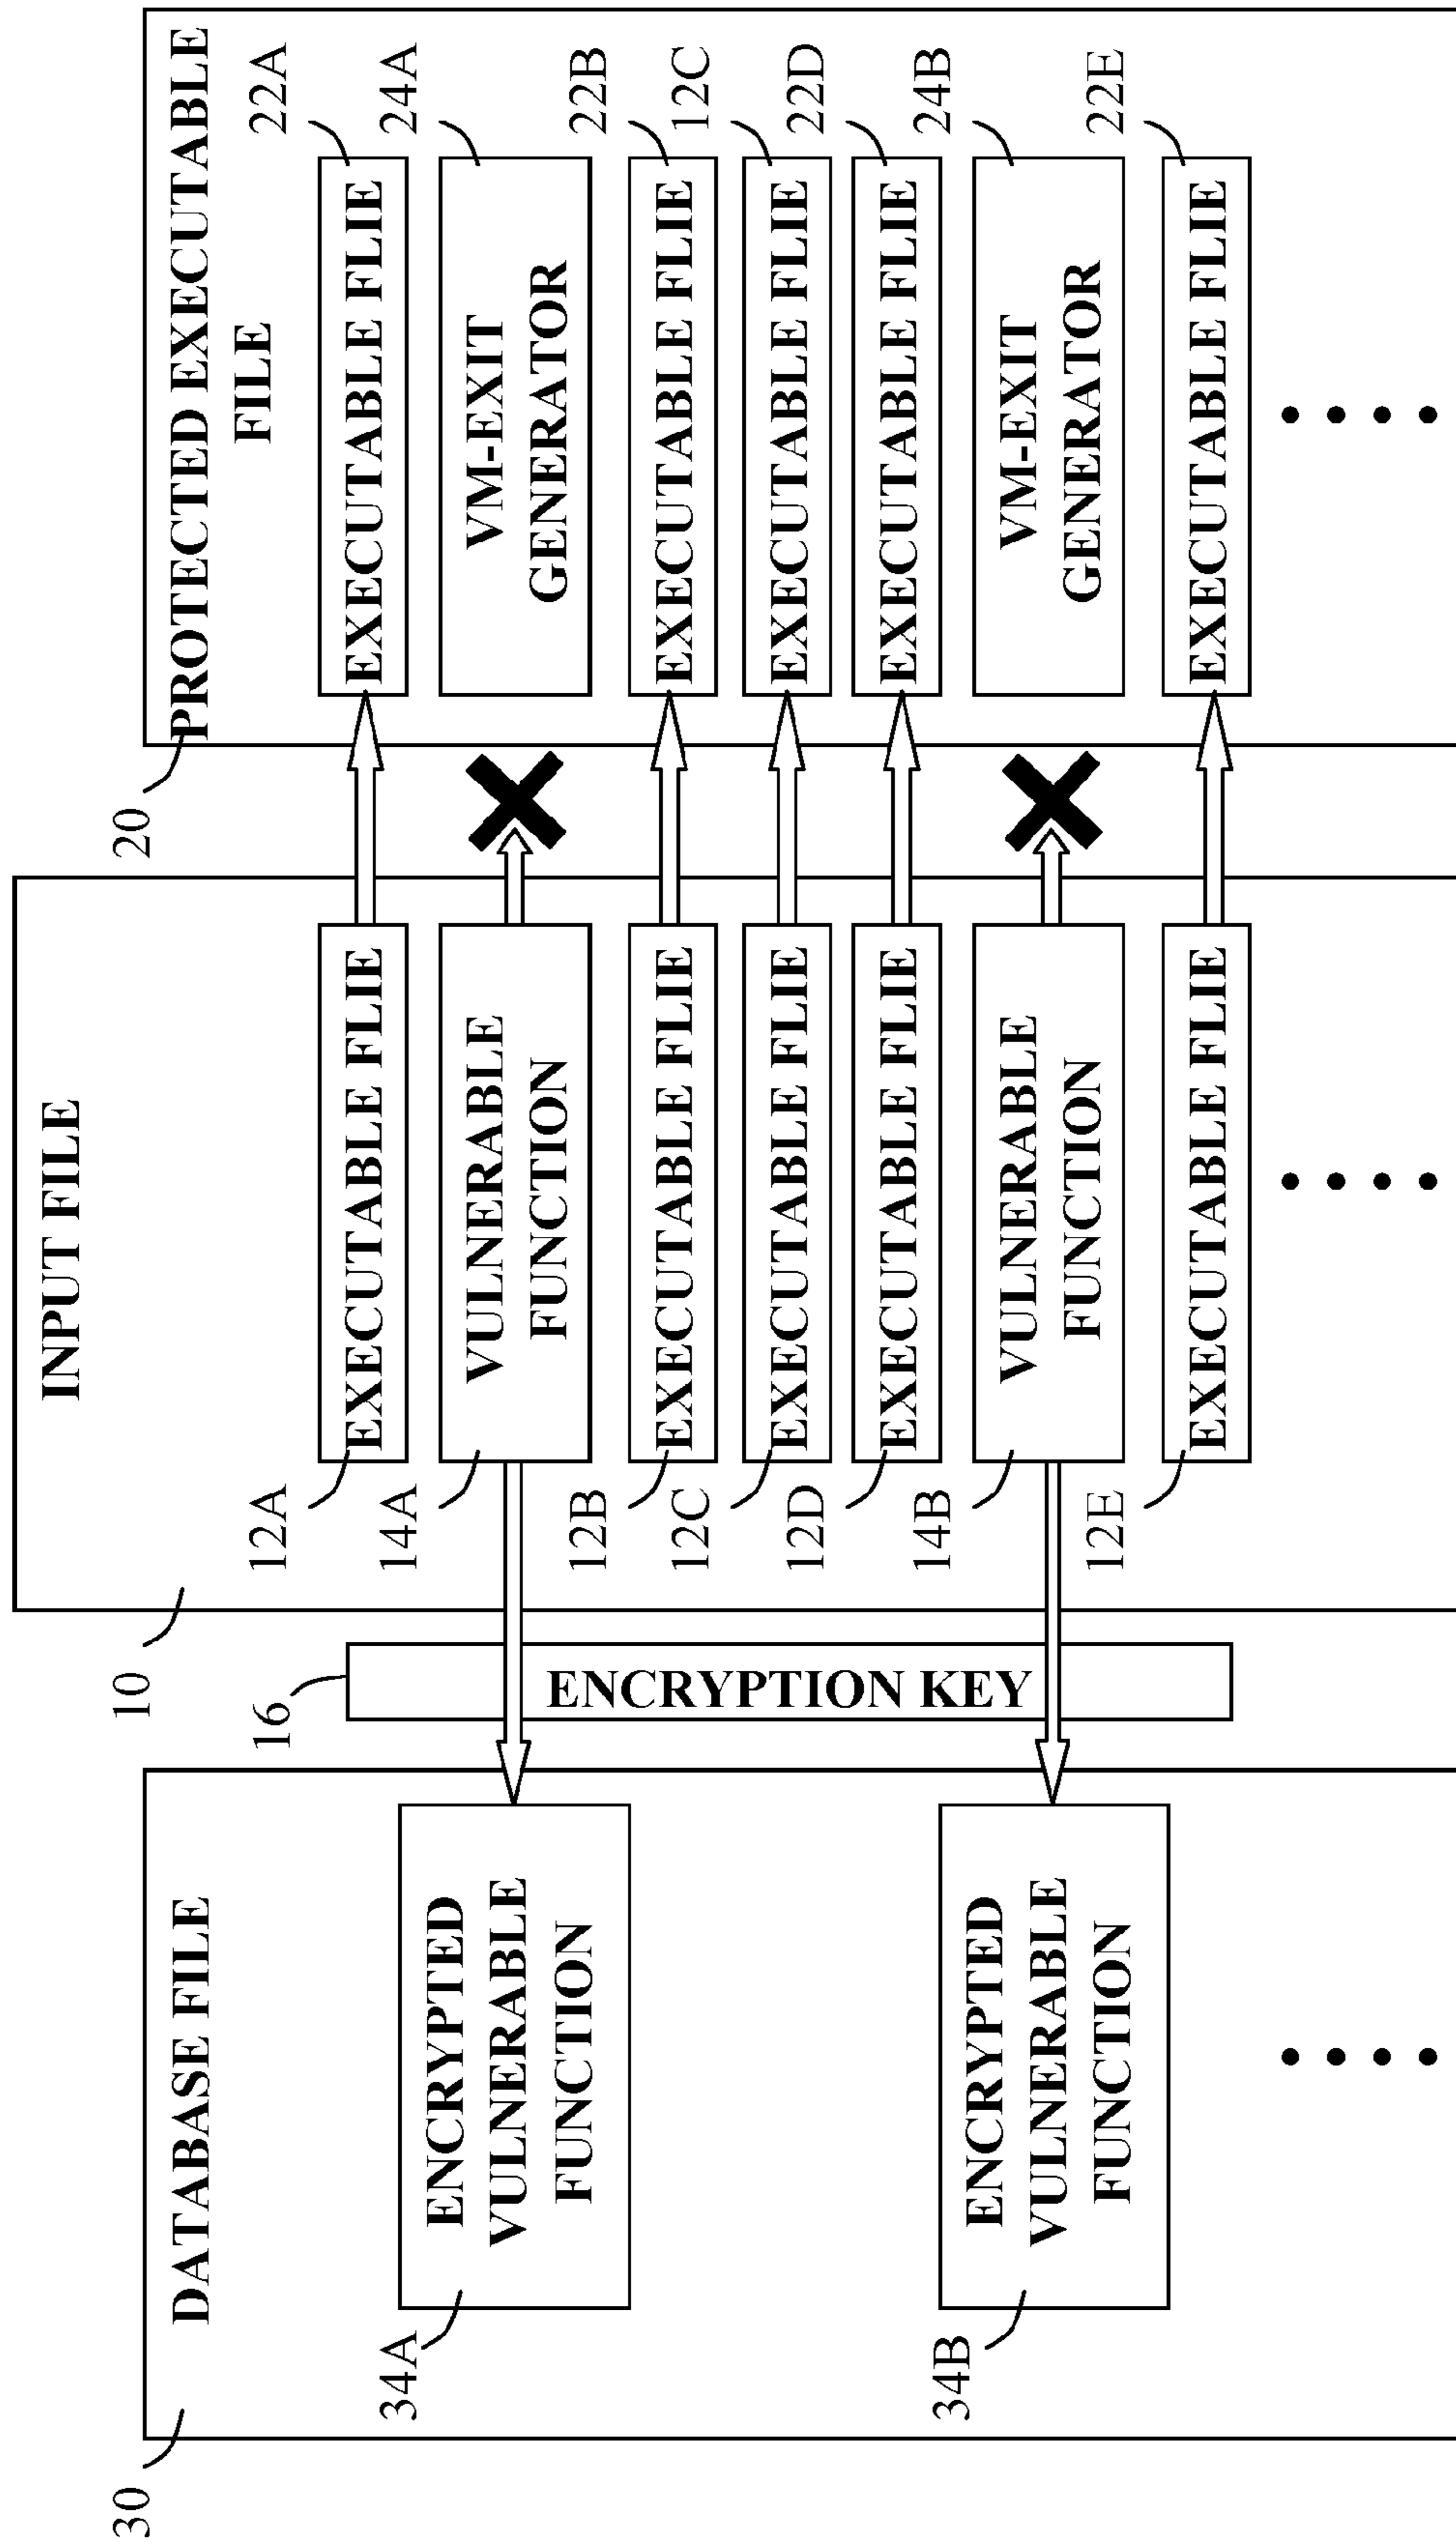 30
DATABASE FILE
34A
ENCRYPTED
VULNERABLE
FUNCTION
34B
ENCRYPTED
VULNERABLE
FUNCTION
16
ENCRYPTION KEY
10
INPUT FILE
12A
EXECUTABLE FLIE
14A
VULNERABLE
FUNCTION
12B
EXECUTABLE FLIE
12C
EXECUTABLE FLIE
12D
EXECUTABLE FLIE
14B
VULNERABLE
FUNCTION
12E
EXECUTABLE FLIE
20
PROTECTED EXECUTABLE
FILE
EXECUTABLE FLIE
22A
VM-EXIT
GENERATOR
24A
EXECUTABLE FLIE
22B
EXECUTABLE FLIE
12C
EXECUTABLE FLIE
22D
VM-EXIT
GENERATOR
24B
EXECUTABLE FLIE
22E